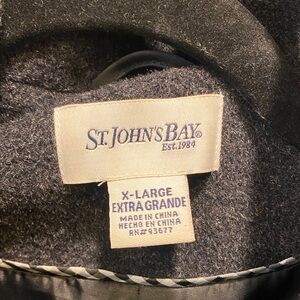 ST. JOHN'S BAY®
Est. 1984
X-LARGE
EXTRA GRANDE
MADE IN CHINA
HECHO EN CHINA
RN# 93677